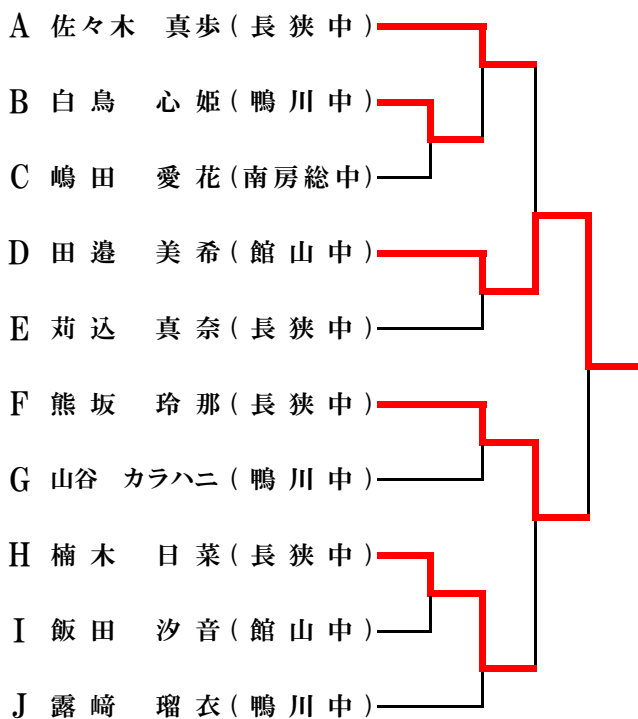 A 佐々木 真歩(長狭中)
B 白鳥 心姫(鴨川中)
C 嶋田 愛花(南房総中)
D 田邉 美希(館山中)
E 苅込 真奈(長狭中)
F 熊坂 玲那(長狭中)
G 山谷 カラハニ(鴨川中)
H 楠木 日菜(長狭中)
I 飯田 汐音(館山中)
J 露﨑 瑠衣(鴨川中)